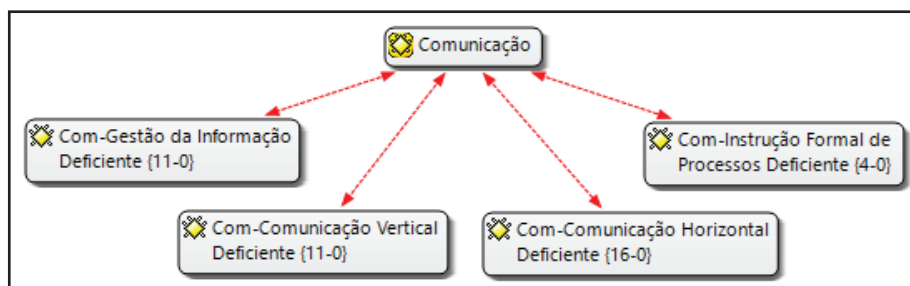 Comunicação
Com-Gestão da Informação
Deficiente {11-0}
Com-Instrução Formal de
Processos Deficiente {4-0}
Com-Comunicação Vertical
Deficiente {11-0}
Com-Comunicação Horizontal
Deficiente {16-0}